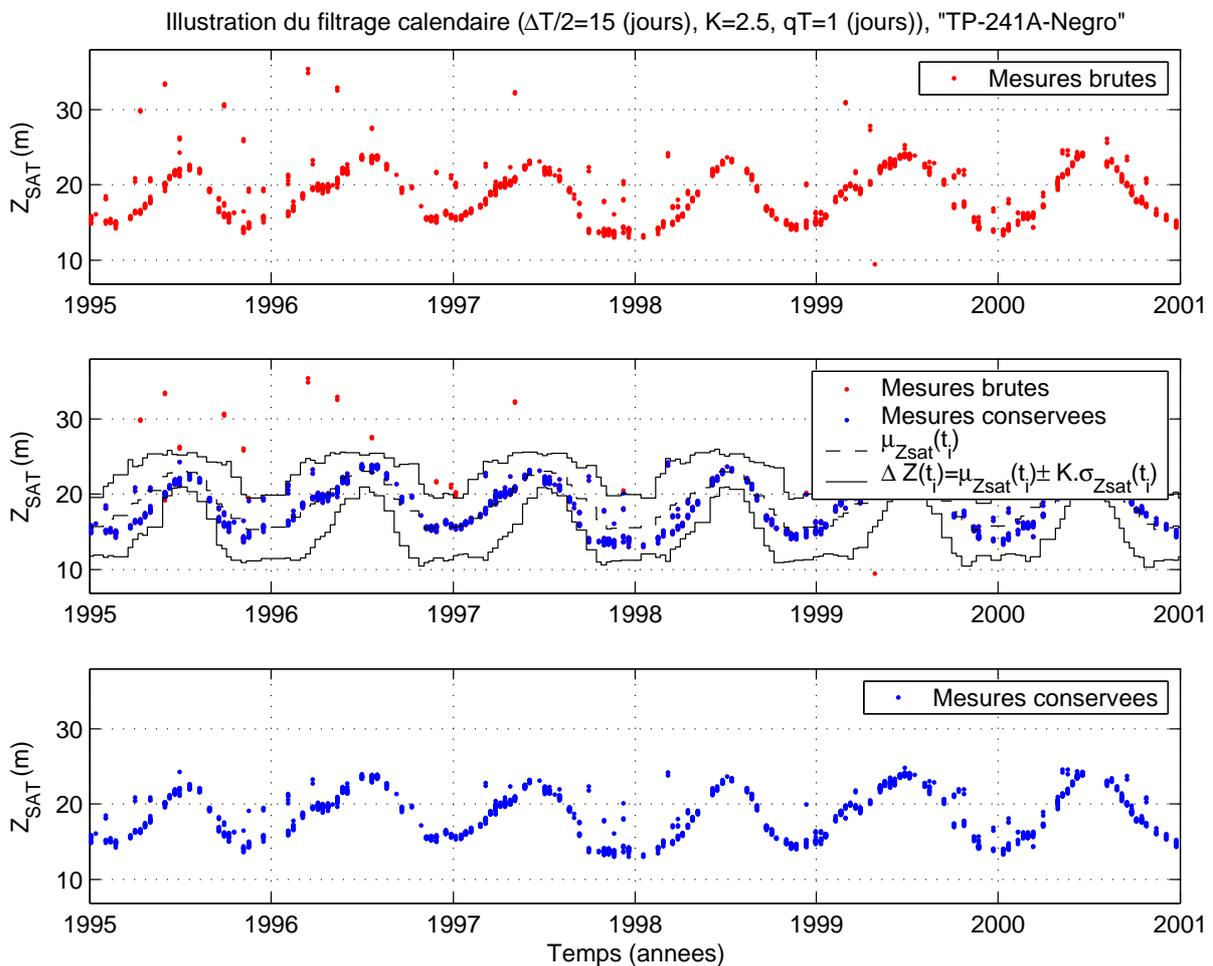 Illustration du filtrage calendaire (ΔT/2=15 (jours), K=2.5, qT=1 (jours)), "TP-241A-Negro"
Mesures brutes
Z_SAT (m)
30
20
10
1995 1996 1997 1998 1999 2000 2001
Mesures brutes
Mesures conservees
μ_Zsat(t_i)
Δ Z(t_i)=μ_Zsat(t_i)± K.σ_Zsat(t_i)
Z_SAT (m)
30
20
10
1995 1996 1997 1998 1999 2000 2001
Mesures conservees
Z_SAT (m)
30
20
10
1995 1996 1997 1998 1999 2000 2001
Temps (annees)